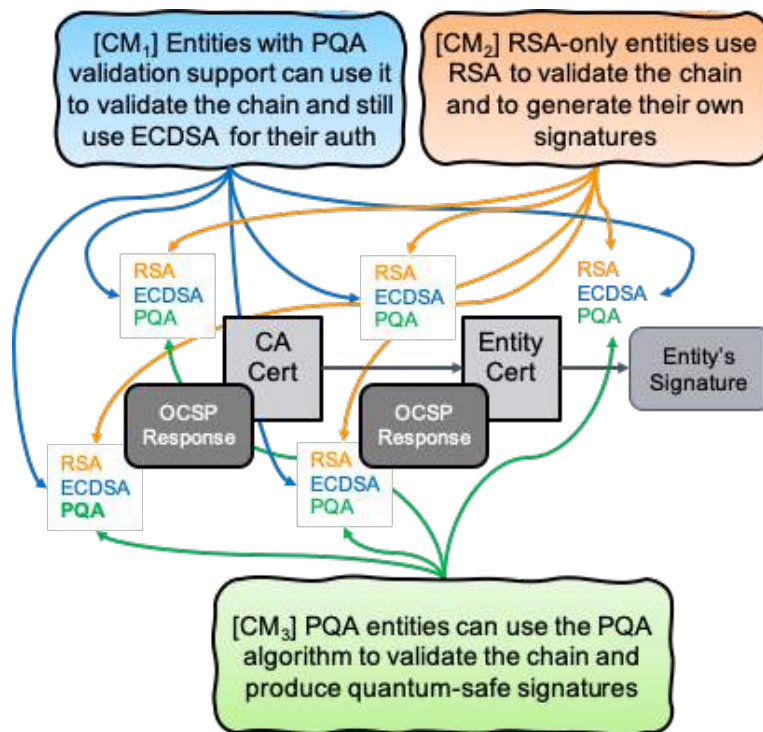 [CM₁] Entities with PQA
validation support can use it
to validate the chain and still
use ECDSA for their auth
[CM₂] RSA-only entities use
RSA to validate the chain
and to generate their own
signatures
RSA
ECDSA
PQA
RSA
ECDSA
PQA
RSA
ECDSA
PQA
CA
Cert
Entity
Cert
Entity's
Signature
OCSP
Response
OCSP
Response
RSA
ECDSA
PQA
RSA
ECDSA
PQA
[CM₃] PQA entities can use the PQA
algorithm to validate the chain and
produce quantum-safe signatures